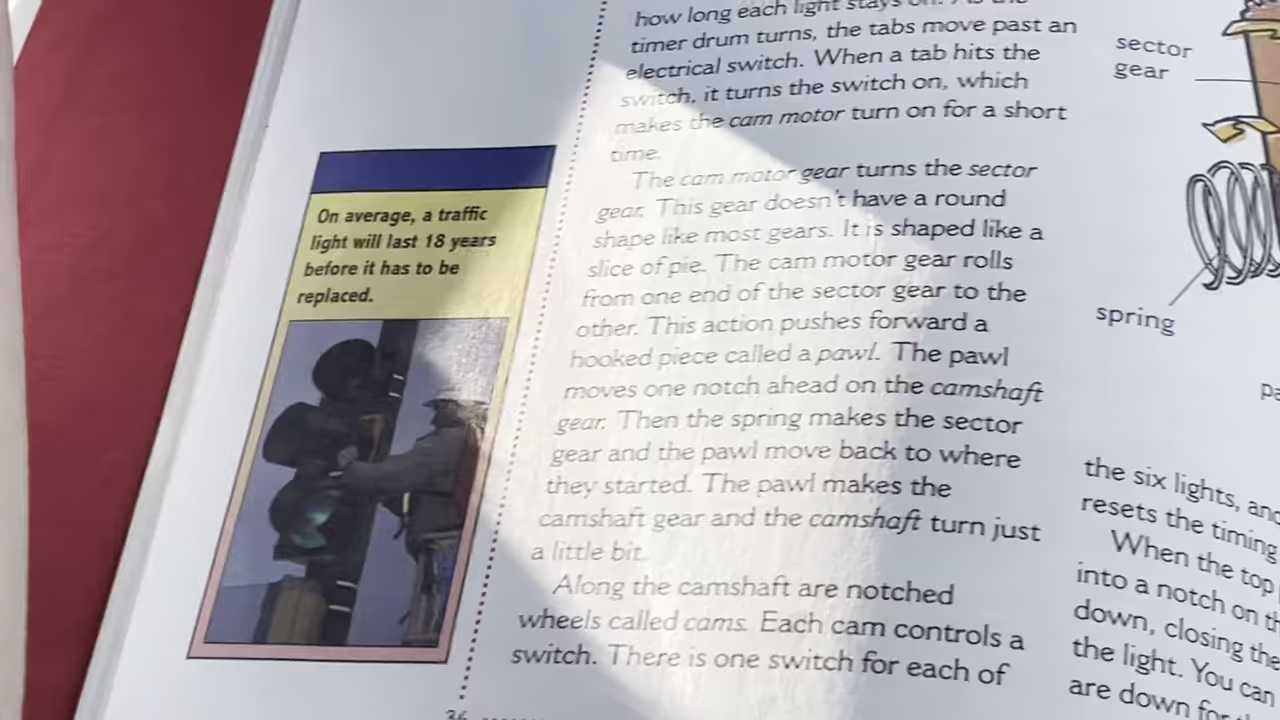 how long each light stays on.
timer drum turns, the tabs move past an
electrical switch. When a tab hits the
switch, it turns the switch on, which
makes the cam motor turn on for a short
time.
The cam motor gear turns the sector
gear. This gear doesn't have a round
shape like most gears. It is shaped like a
slice of pie. The cam motor gear rolls
from one end of the sector gear to the
other. This action pushes forward a
hooked piece called a pawl. The pawl
moves one notch ahead on the camshaft
gear. Then the spring makes the sector
gear and the pawl move back to where
they started. The pawl makes the
camshaft gear and the camshaft turn just
a little bit.
Along the camshaft are notched
wheels called cams. Each cam controls a
switch. There is one switch for each of
On average, a traffic
light will last 18 years
before it has to be
replaced.
sector
gear
spring
the six lights, and
resets the timing
When the top
into a notch on
down, closing the
the light. You can
are down for